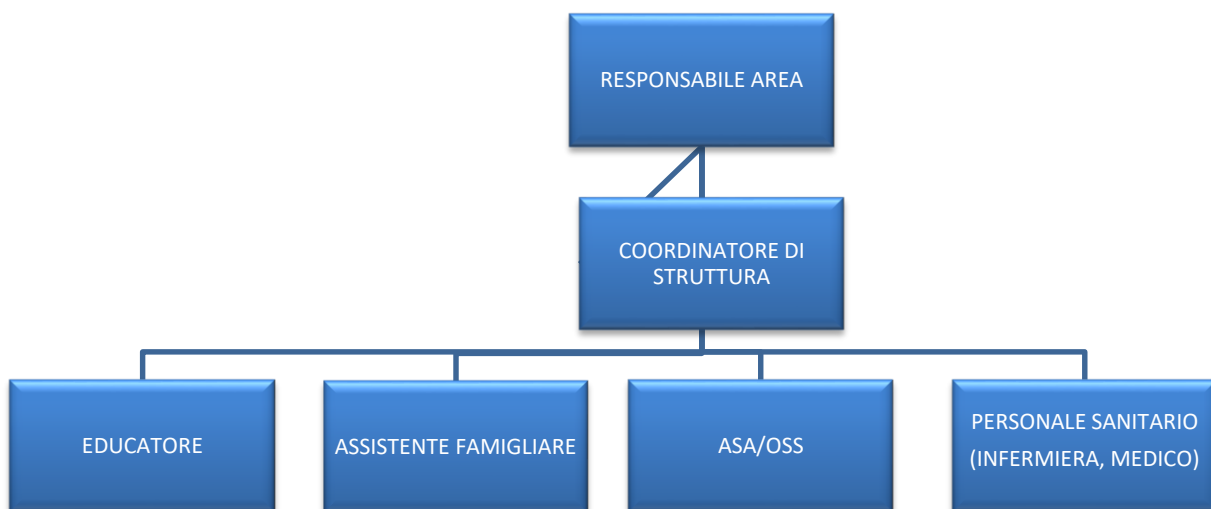 RESPONSABILE AREA
COORDINATORE DI
STRUTTURA
EDUCATORE
ASSISTENTE FAMIGLIARE
ASA/OSS
PERSONALE SANITARIO
(INFERMIERA, MEDICO)